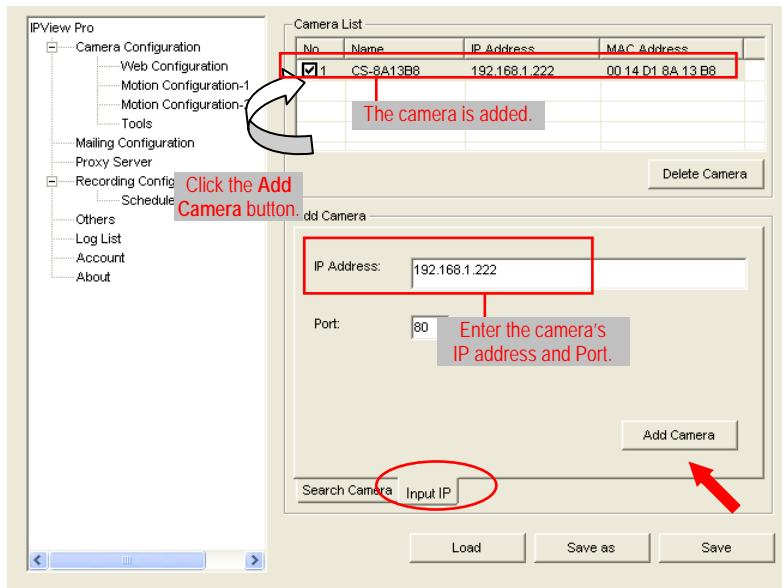 IPView Pro
Camera Configuration
Web Configuration
Motion Configuration-1
Motion Configuration-
Tools
Mailing Configuration
Proxy Server
Recording Config
Schedule
Others
Log List
Account
About
Click the Add
Camera button.
Camera List
No. Name IP Address MAC Address
1 CS-8A13B8 192.168.1.222 00 14 D1 8A 13 B8
The camera is added.
Delete Camera
dd Camera
IP Address: 192.168.1.222
Port: 80
Enter the camera's
IP address and Port.
Add Camera
Search Camera Input IP
Load Save as Save